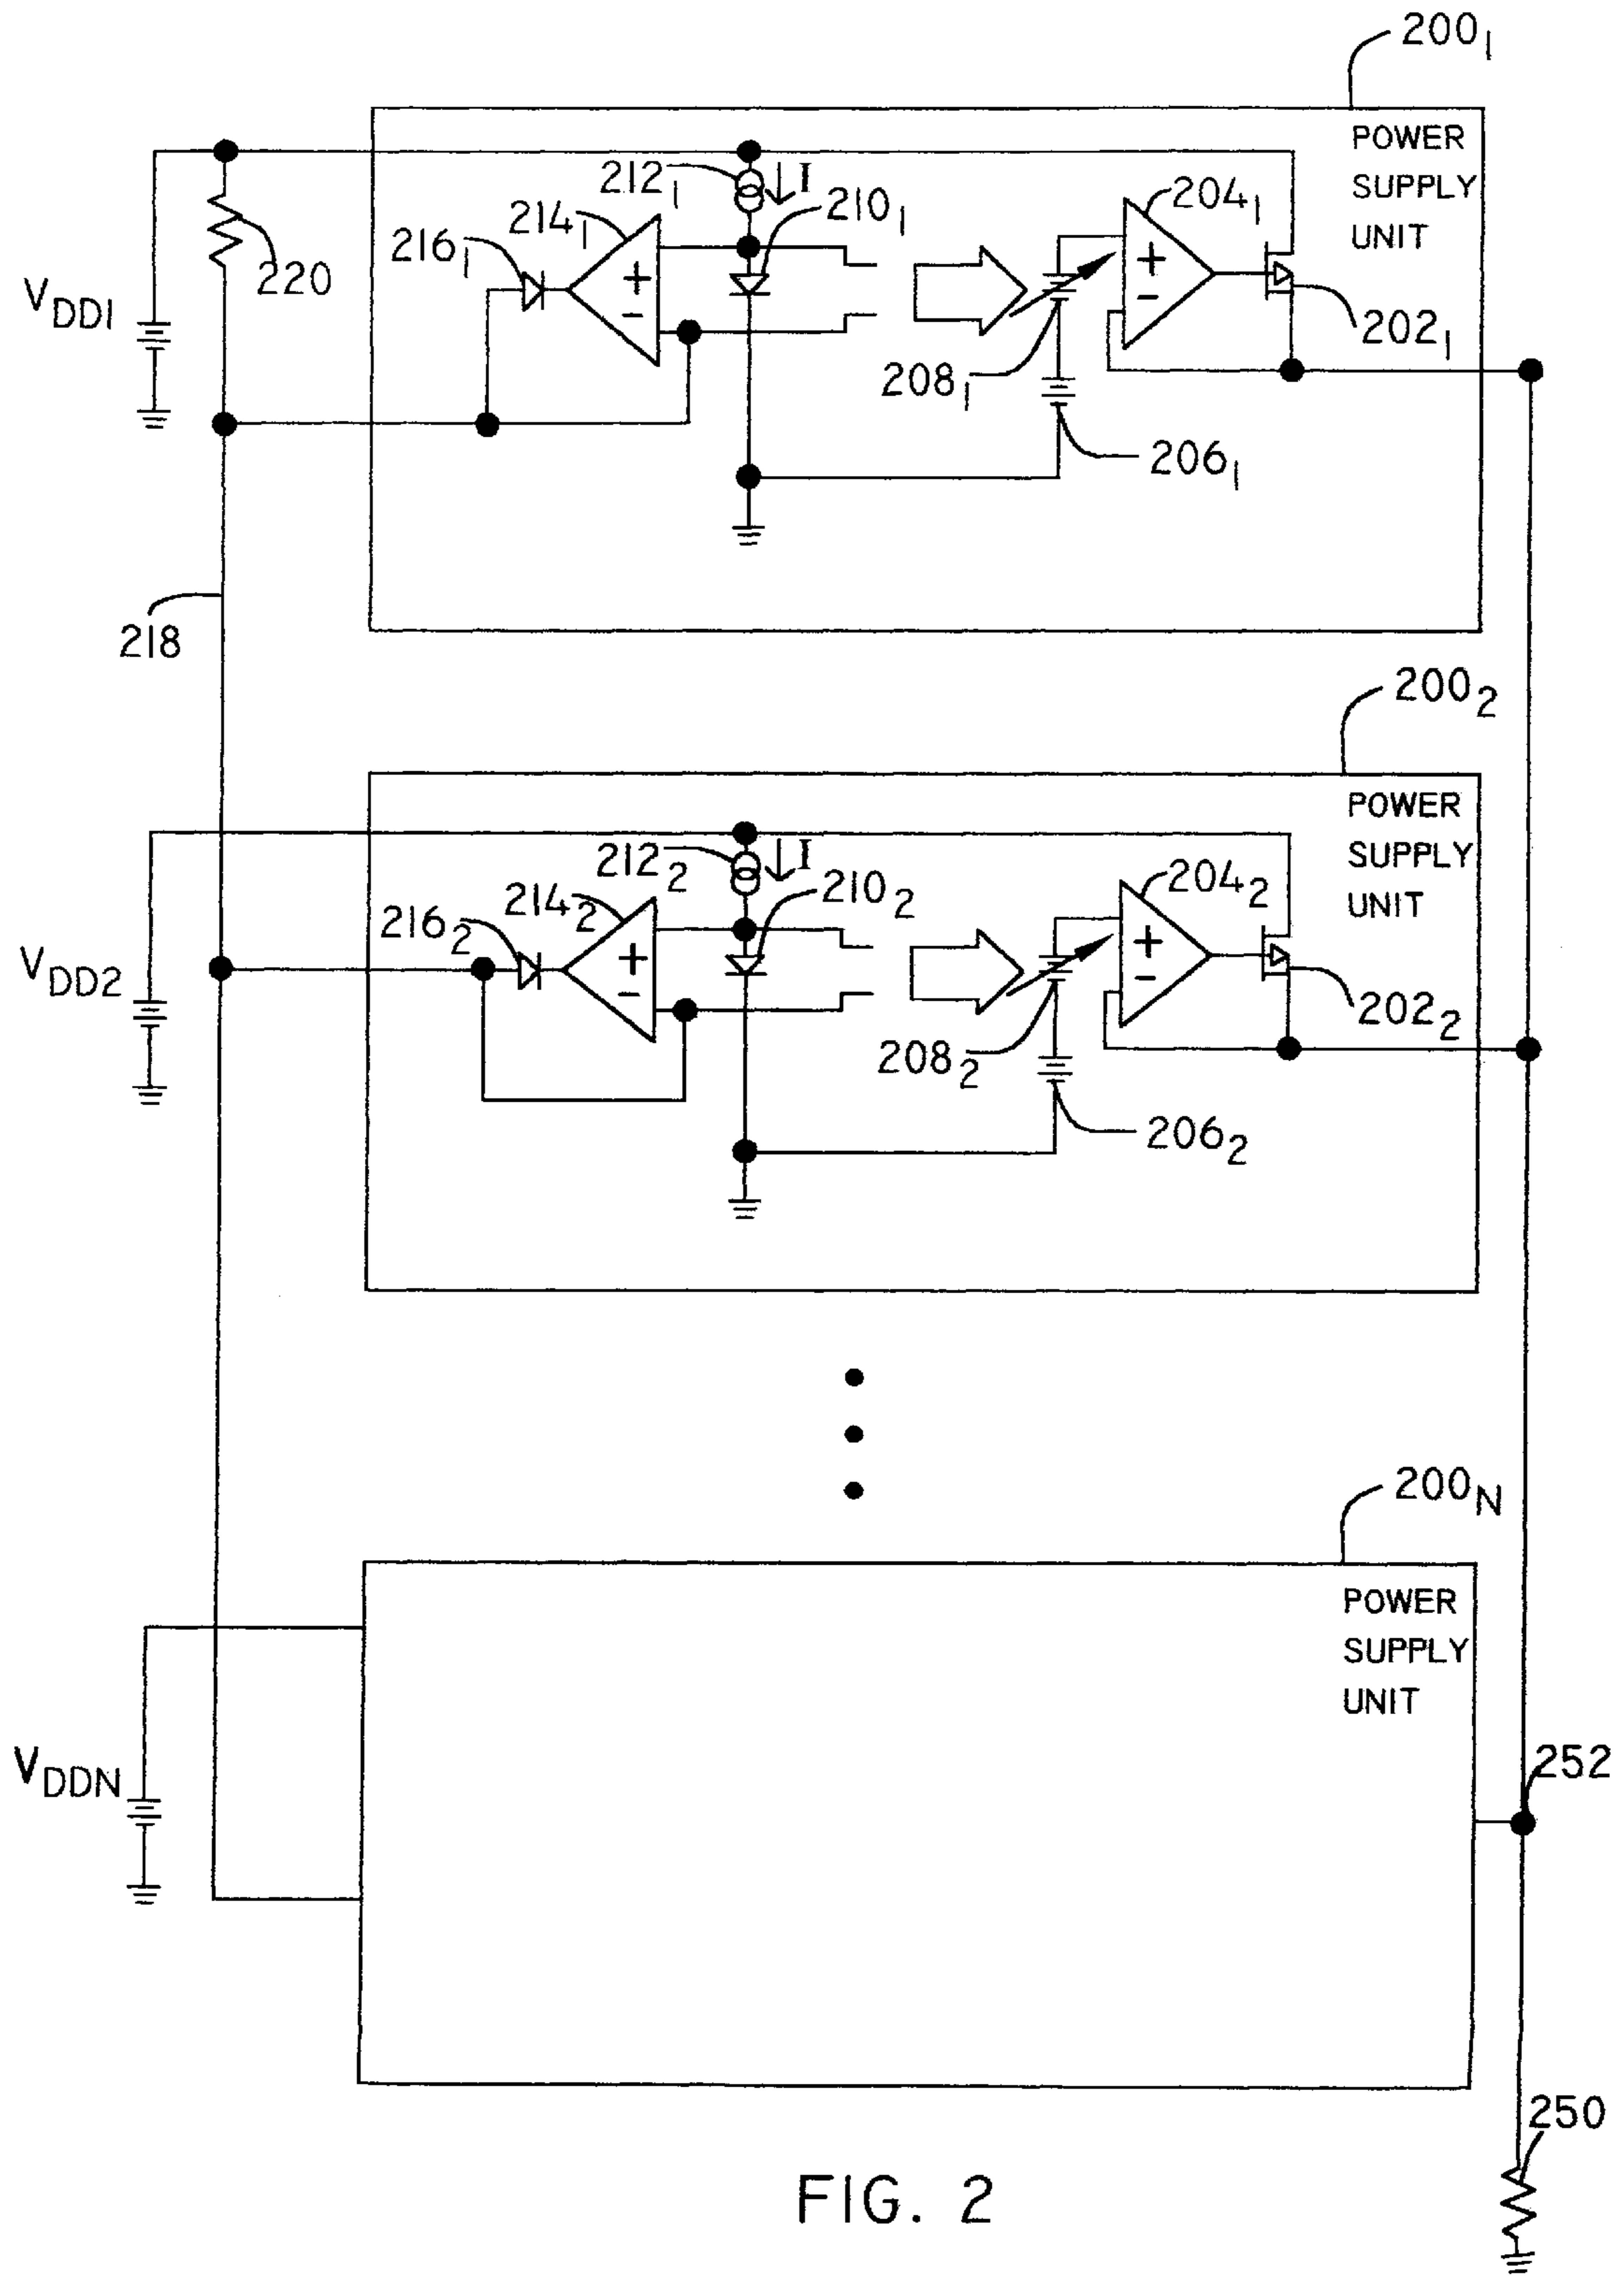 200₁
POWER
SUPPLY
UNIT
212₁ I
204₁
214₁
210₁
216₁
220
V_DD1
+
-
+
-
202₁
208₁
206₁
218
200₂
POWER
SUPPLY
UNIT
212₂ I
204₂
214₂
210₂
216₂
V_DD2
+
-
+
-
202₂
208₂
206₂
200_N
POWER
SUPPLY
UNIT
252
V_DDN
250
FIG. 2